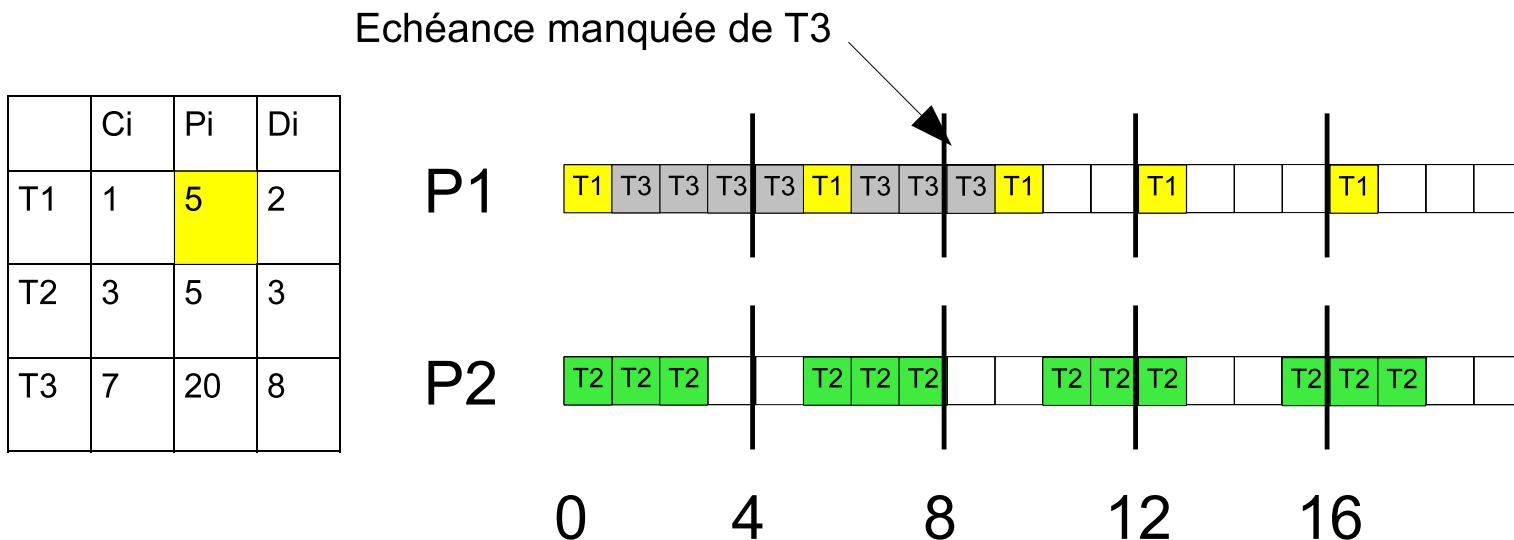 Echéance manquée de T3
Ci Pi Di
T1 1 5 2
T2 3 5 3
T3 7 20 8
P1 T1 T3 T3 T3 T3 T1 T3 T3 T3 T1 T1 T1
P2 T2 T2 T2 T2 T2 T2 T2 T2 T2 T2 T2 T2
0 4 8 12 16